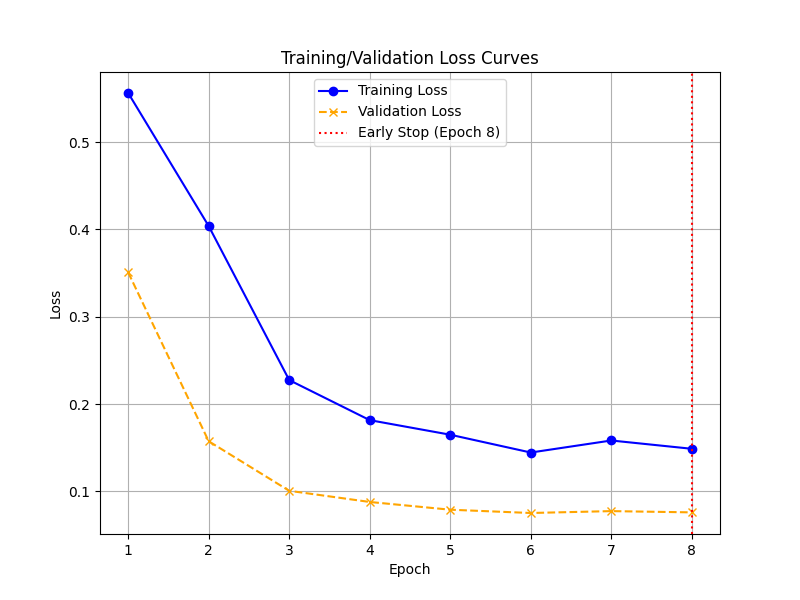 Training/Validation Loss Curves
Training Loss
Validation Loss
Early Stop (Epoch 8)
0.5
0.4
0.3
0.2
0.1
Loss
1 2 3 4 5 6 7 8
Epoch